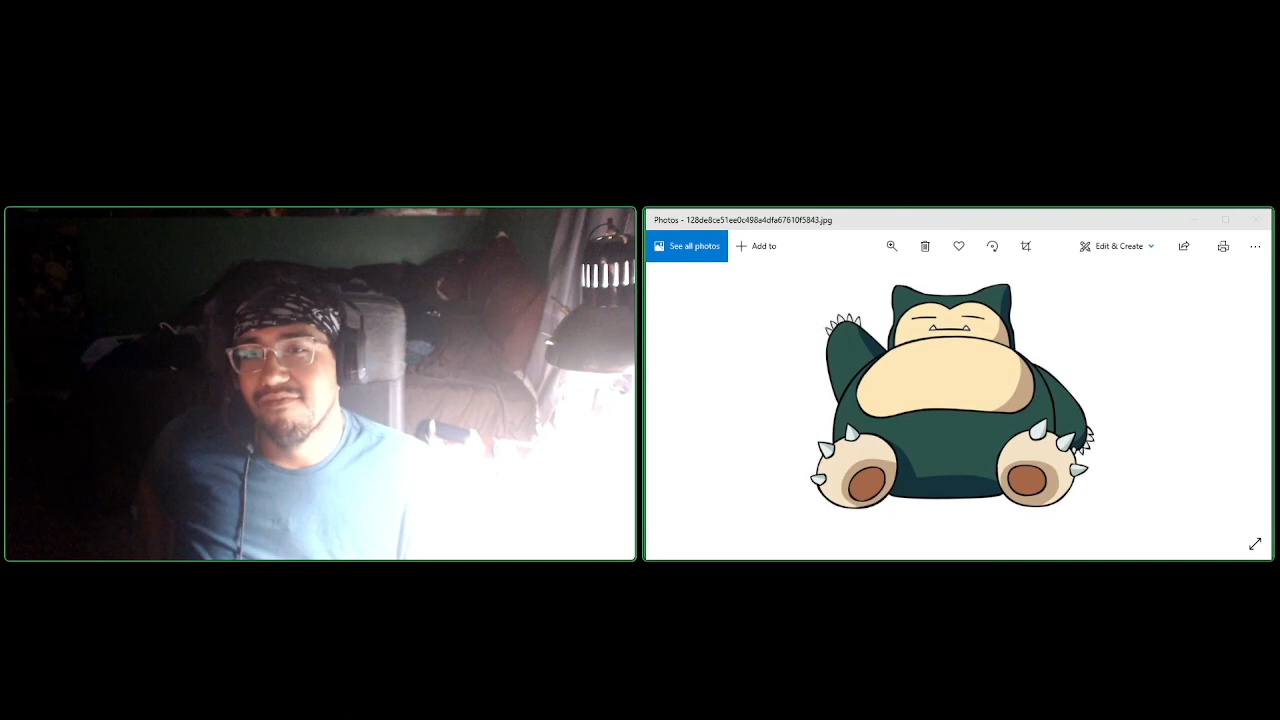 Photos - 128de8ce51ee0c498a4dfa67610f5843.jpg
See all photos
Add to
Edit & Create